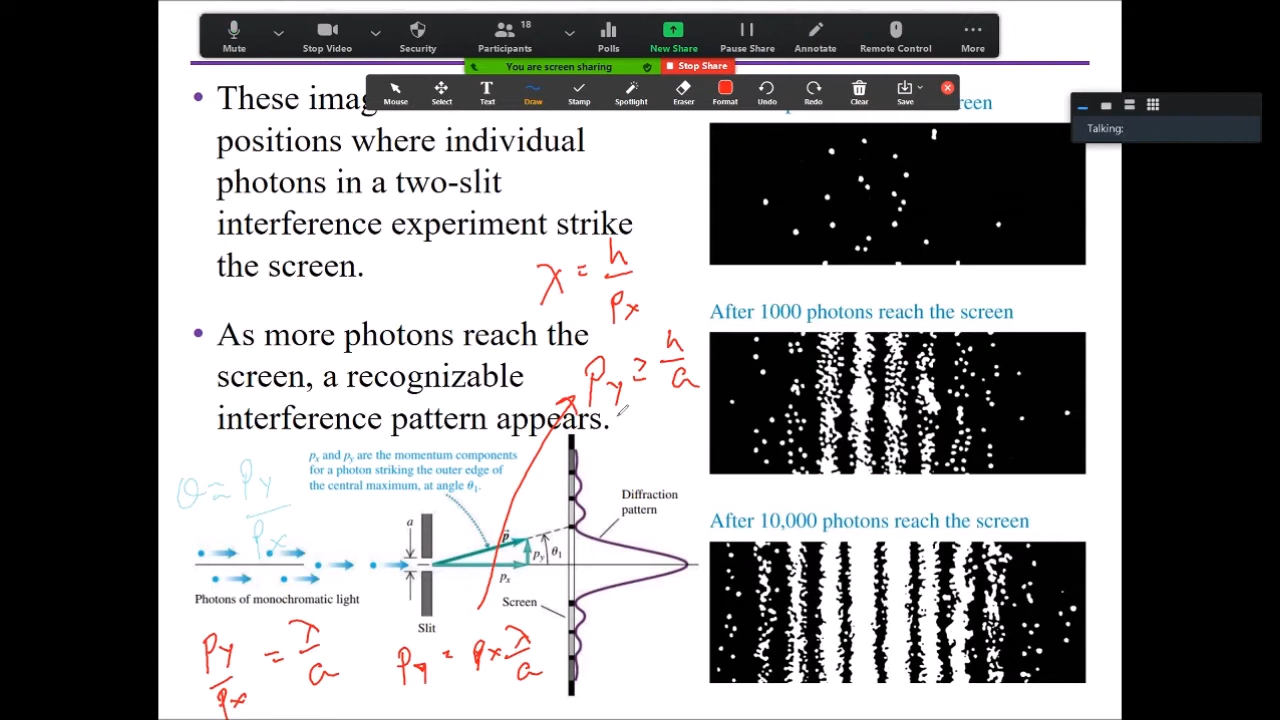 Mute
Stop Video
Security
Participants
18
Polls
New Share
Pause Share
Annotate
Remote Control
More
You are screen sharing
Stop Share
Mouse
Select
Text
Draw
Stamp
Spotlight
Eraser
Format
Undo
Redo
Clear
Save
Talking:
• These
positions where individual
photons in a two-slit
interference experiment strike
the screen.
λ = h / px
• As more photons reach the
screen, a recognizable
interference pattern appears.
py ≥ h / a
After 1000 photons reach the screen
After 10,000 photons reach the screen
px and py are the momentum components
for a photon striking the outer edge of
the central maximum, at angle θ1.
θ ≈ py / px
a
p
py
θ1
px
Diffraction
pattern
Screen
Slit
Photons of monochromatic light
py / px = λ / a
py = px λ / a